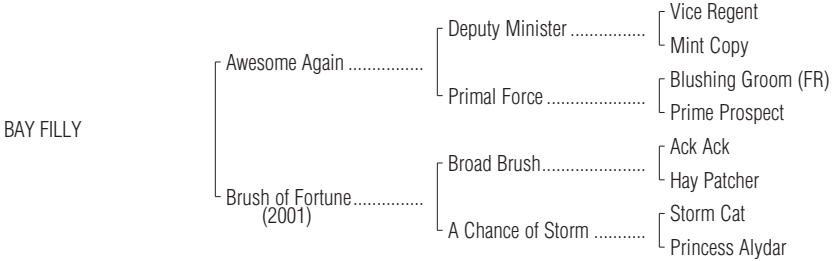 Vice Regent
Deputy Minister ................
Mint Copy
Awesome Again ................
Blushing Groom (FR)
Primal Force .....................
Prime Prospect
BAY FILLY
Ack Ack
Broad Brush......................
Hay Patcher
Brush of Fortune...............
(2001)
Storm Cat
A Chance of Storm ...........
Princess Alydar